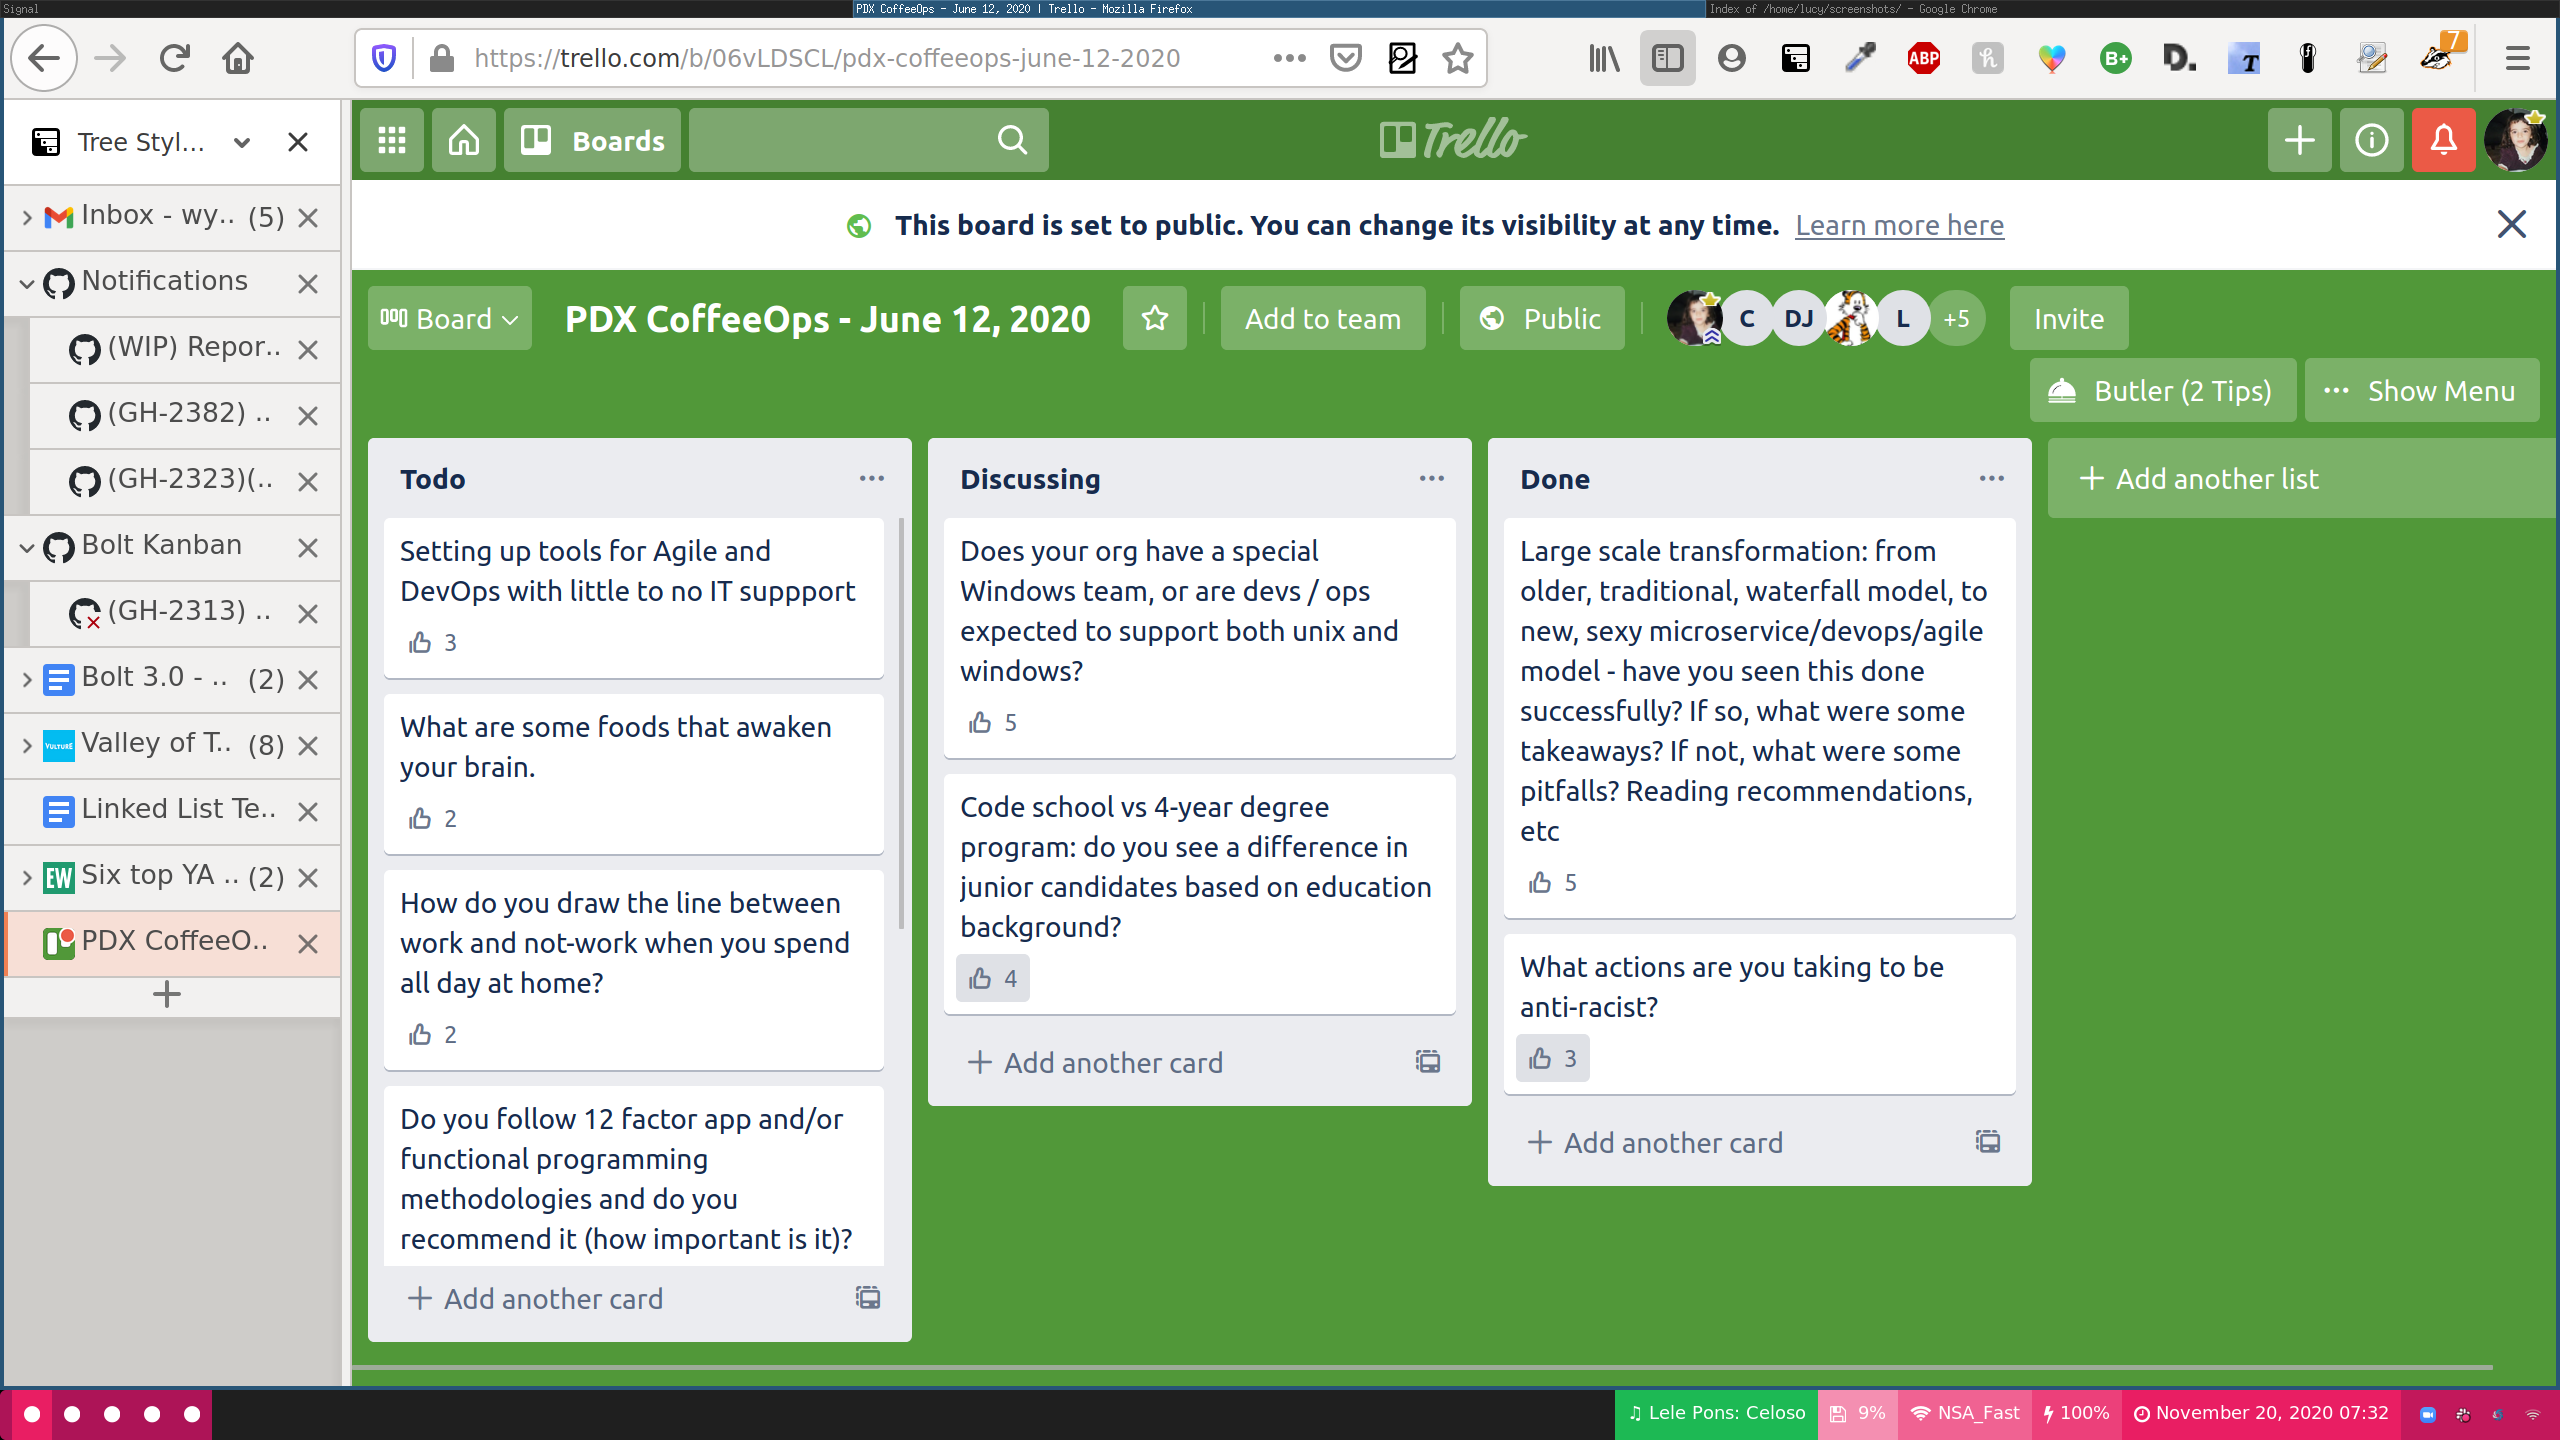 Signal
PDX CoffeeOps - June 12, 2020 | Trello - Mozilla Firefox
Index of /home/lucy/screenshots/ - Google Chrome
https://trello.com/b/06vLDSCL/pdx-coffeeops-june-12-2020
ABP
B+
D.
T
7
Tree Styl...
Inbox - wy.. (5)
Notifications
(WIP) Repor..
(GH-2382) ..
(GH-2323)(..
Bolt Kanban
(GH-2313) ..
Bolt 3.0 - .. (2)
VULTURE
Valley of T.. (8)
Linked List Te..
EW
Six top YA .. (2)
PDX CoffeeO..
Boards
Trello
This board is set to public. You can change its visibility at any time. Learn more here
Board
PDX CoffeeOps - June 12, 2020
Add to team
Public
C
DJ
L
+5
Invite
Butler (2 Tips)
Show Menu
Todo
Setting up tools for Agile and
DevOps with little to no IT suppport
3
What are some foods that awaken
your brain.
2
How do you draw the line between
work and not-work when you spend
all day at home?
2
Do you follow 12 factor app and/or
functional programming
methodologies and do you
recommend it (how important is it)?
Add another card
Discussing
Does your org have a special
Windows team, or are devs / ops
expected to support both unix and
windows?
5
Code school vs 4-year degree
program: do you see a difference in
junior candidates based on education
background?
4
Add another card
Done
Large scale transformation: from
older, traditional, waterfall model, to
new, sexy microservice/devops/agile
model - have you seen this done
successfully? If so, what were some
takeaways? If not, what were some
pitfalls? Reading recommendations,
etc
5
What actions are you taking to be
anti-racist?
3
Add another card
Add another list
♫ Lele Pons: Celoso
9%
NSA_Fast
100%
November 20, 2020 07:32